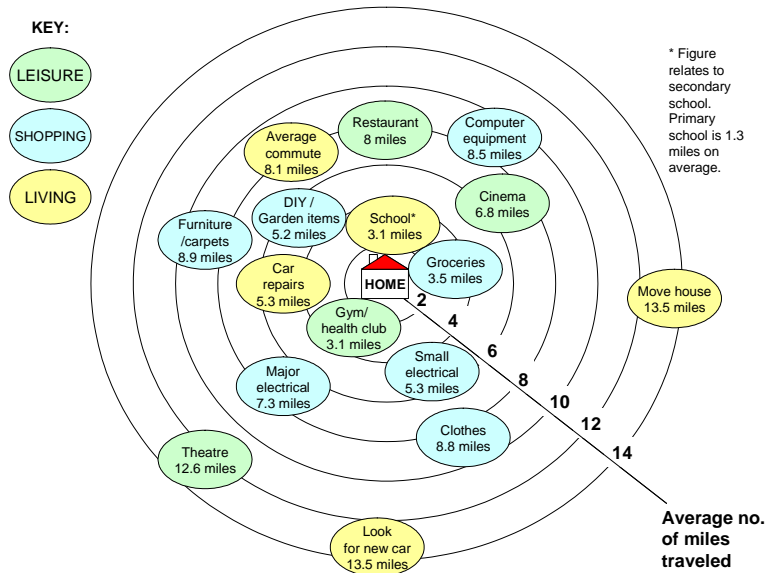 KEY:
LEISURE
SHOPPING
LIVING
* Figure
relates to
secondary
school.
Primary
school is 1.3
miles on
average.
Restaurant
8 miles
Computer
equipment
8.5 miles
Average
commute
8.1 miles
Cinema
6.8 miles
DIY /
Garden items
5.2 miles
School*
3.1 miles
Furniture
/carpets
8.9 miles
Groceries
3.5 miles
Car
repairs
5.3 miles
HOME
Move house
13.5 miles
Gym/
health club
3.1 miles
Small
electrical
5.3 miles
Major
electrical
7.3 miles
Clothes
8.8 miles
Theatre
12.6 miles
Look
for new car
13.5 miles
2
4
6
8
10
12
14
Average no.
of miles
traveled